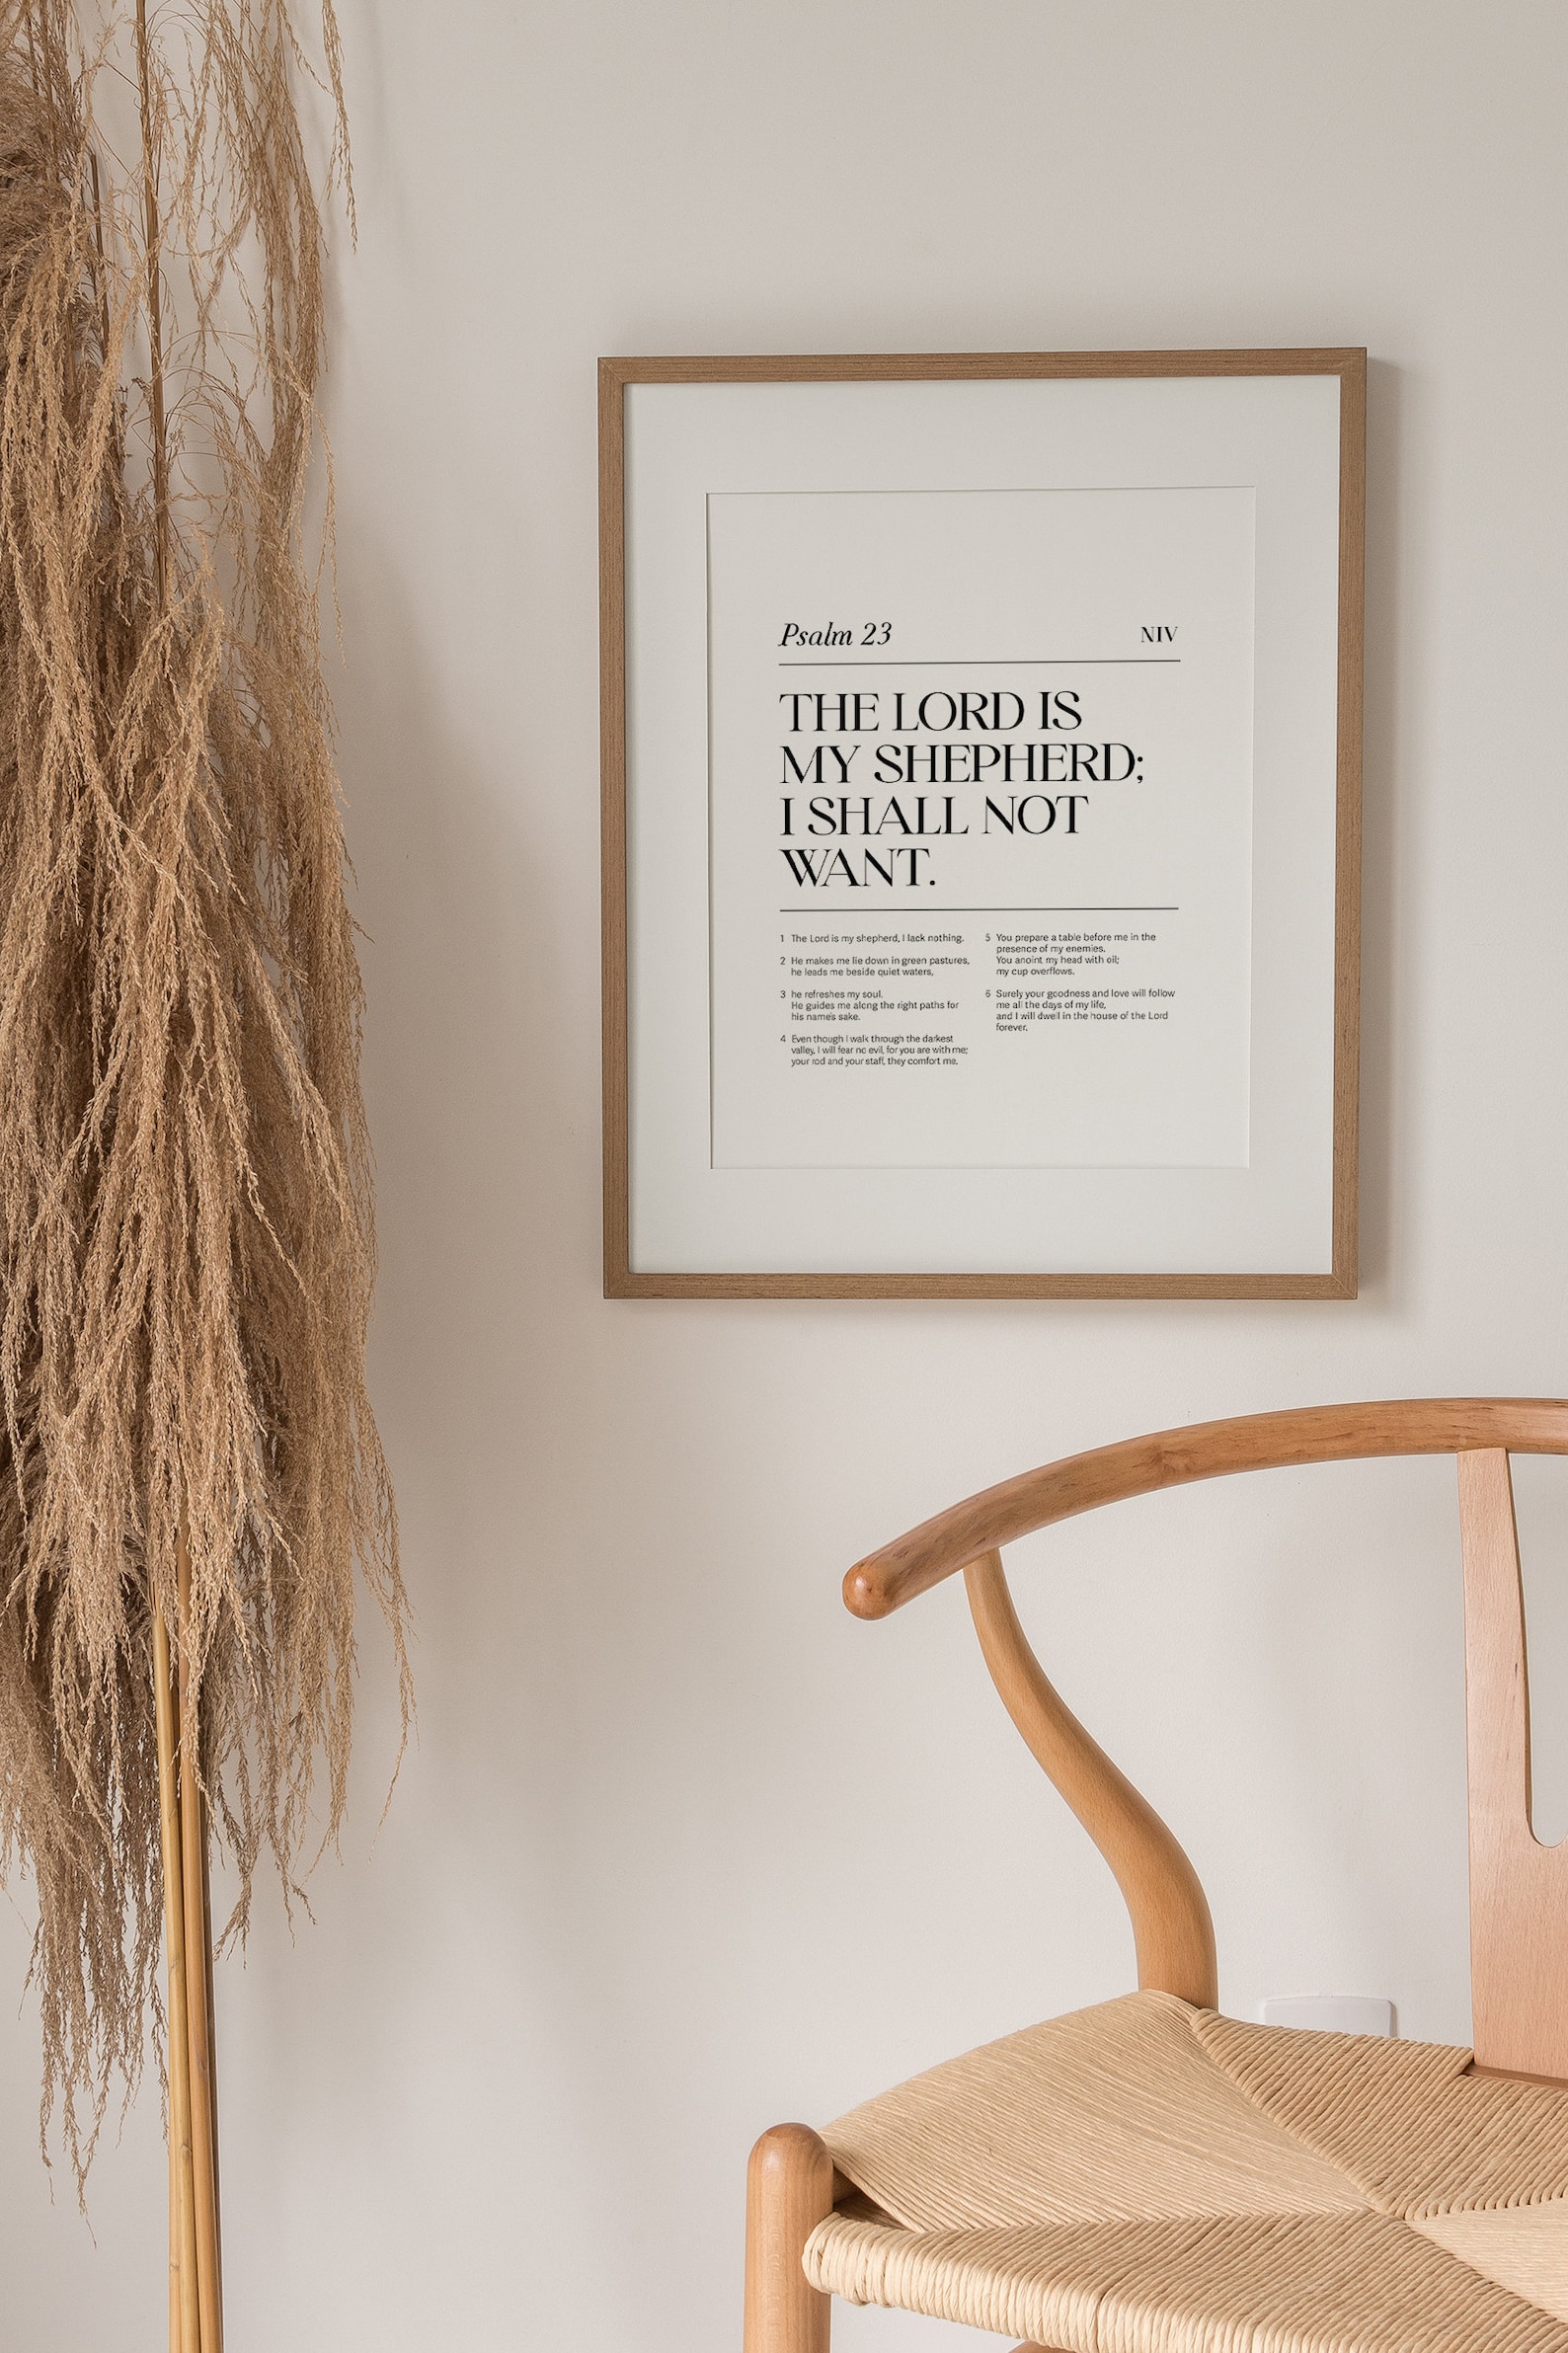 Psalm 23
NIV
THE LORD IS
MY SHEPHERD;
I SHALL NOT
WANT.
1 The Lord is my shepherd, I lack nothing.
2 He makes me lie down in green pastures,
he leads me beside quiet waters,
3 he refreshes my soul.
He guides me along the right paths for
his name's sake.
4 Even though I walk through the darkest
valley, I will fear no evil, for you are with me;
your rod and your staff, they comfort me.
5 You prepare a table before me in the
presence of my enemies.
You anoint my head with oil;
my cup overflows.
6 Surely your goodness and love will follow
me all the days of my life,
and I will dwell in the house of the Lord
forever.